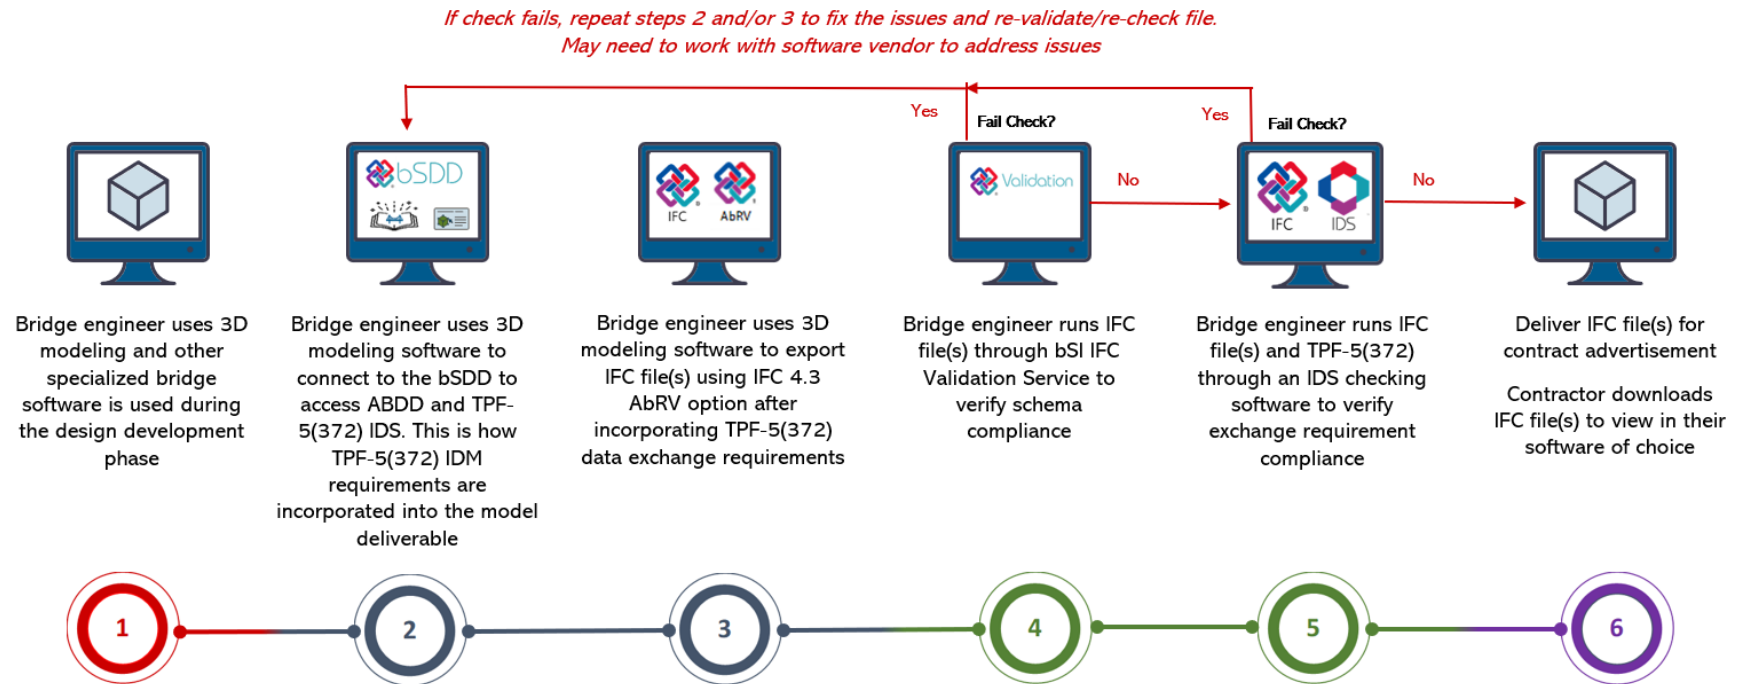 If check fails, repeat steps 2 and/or 3 to fix the issues and re-validate/re-check file.
May need to work with software vendor to address issues
Yes
Fail Check?
Yes
Fail Check?
bSDD
IFC
AbRV
Validation
No
IFC
IDS
No
Bridge engineer uses 3D
modeling and other
specialized bridge
software is used during
the design development
phase
Bridge engineer uses 3D
modeling software to
connect to the bSDD to
access ABDD and TPF-
5(372) IDS. This is how
TPF-5(372) IDM
requirements are
incorporated into the model
deliverable
Bridge engineer uses 3D
modeling software to export
IFC file(s) using IFC 4.3
AbRV option after
incorporating TPF-5(372)
data exchange requirements
Bridge engineer runs IFC
file(s) through bSI IFC
Validation Service to
verify schema
compliance
Bridge engineer runs IFC
file(s) and TPF-5(372)
through an IDS checking
software to verify
exchange requirement
compliance
Deliver IFC file(s) for
contract advertisement
Contractor downloads
IFC file(s) to view in their
software of choice
1
2
3
4
5
6